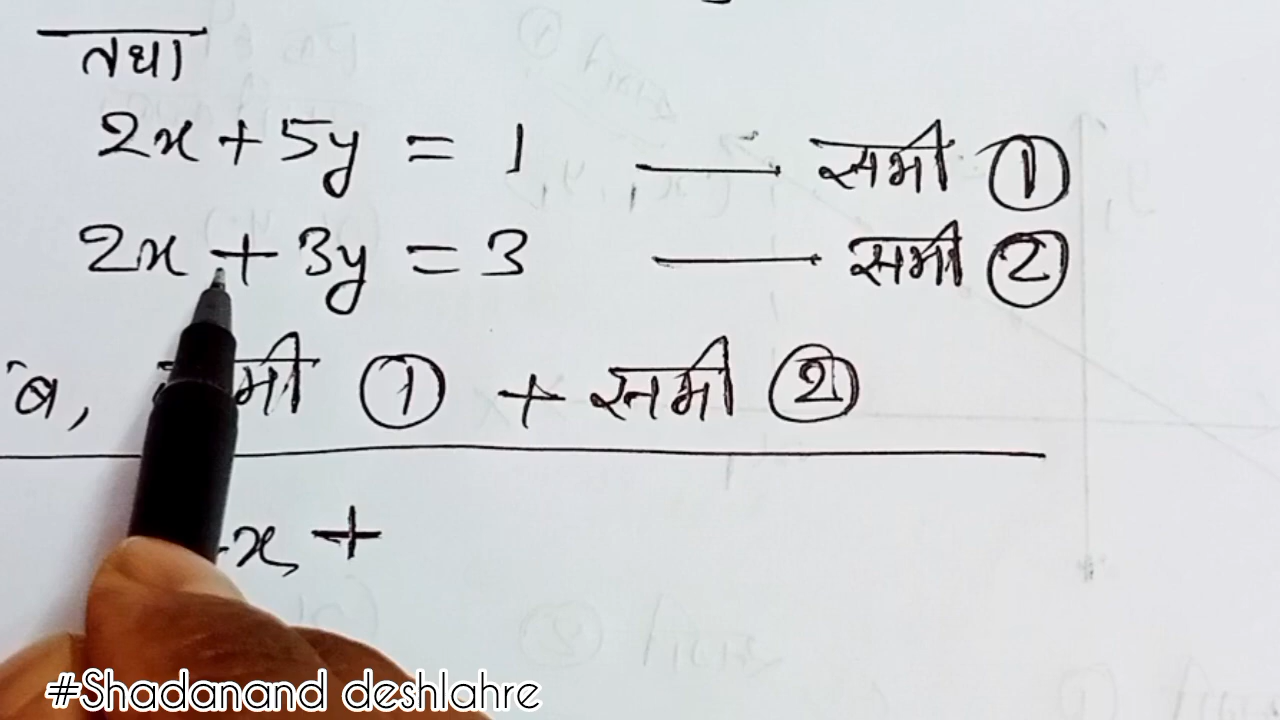 तथा
2x + 5y = 1 — समी ①
2x + 3y = 3 — समी ②
ब, मी ① + समी ②
x +
#Shadanand deshlahre